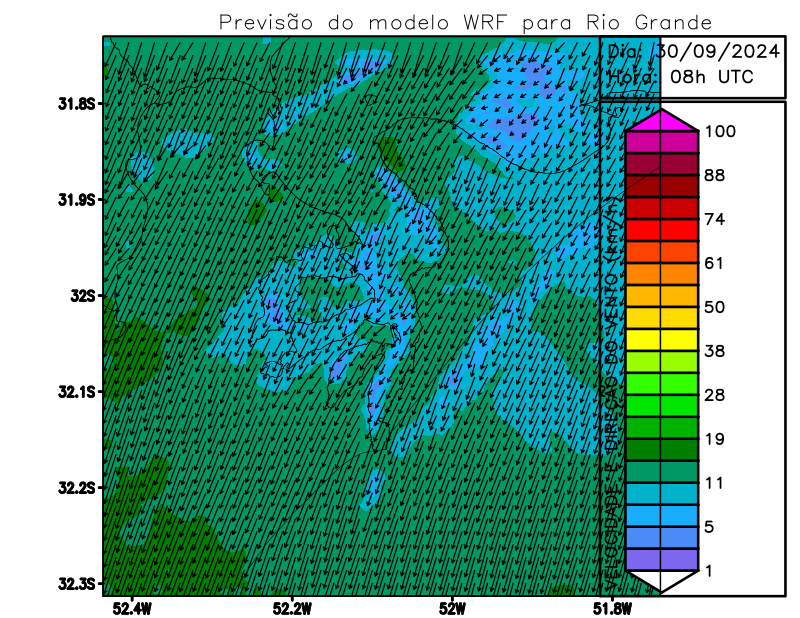 Previsão do modelo WRF para Rio Grande
Dia: 30/09/2024
Hora: 08h UTC
31.8S
31.9S
32S
32.1S
32.2S
32.3S
52.4W
52.2W
52W
51.8W
VELOCIDADE E DIREÇÃO DO VENTO (km/h)
100
88
74
61
50
38
28
19
11
5
1